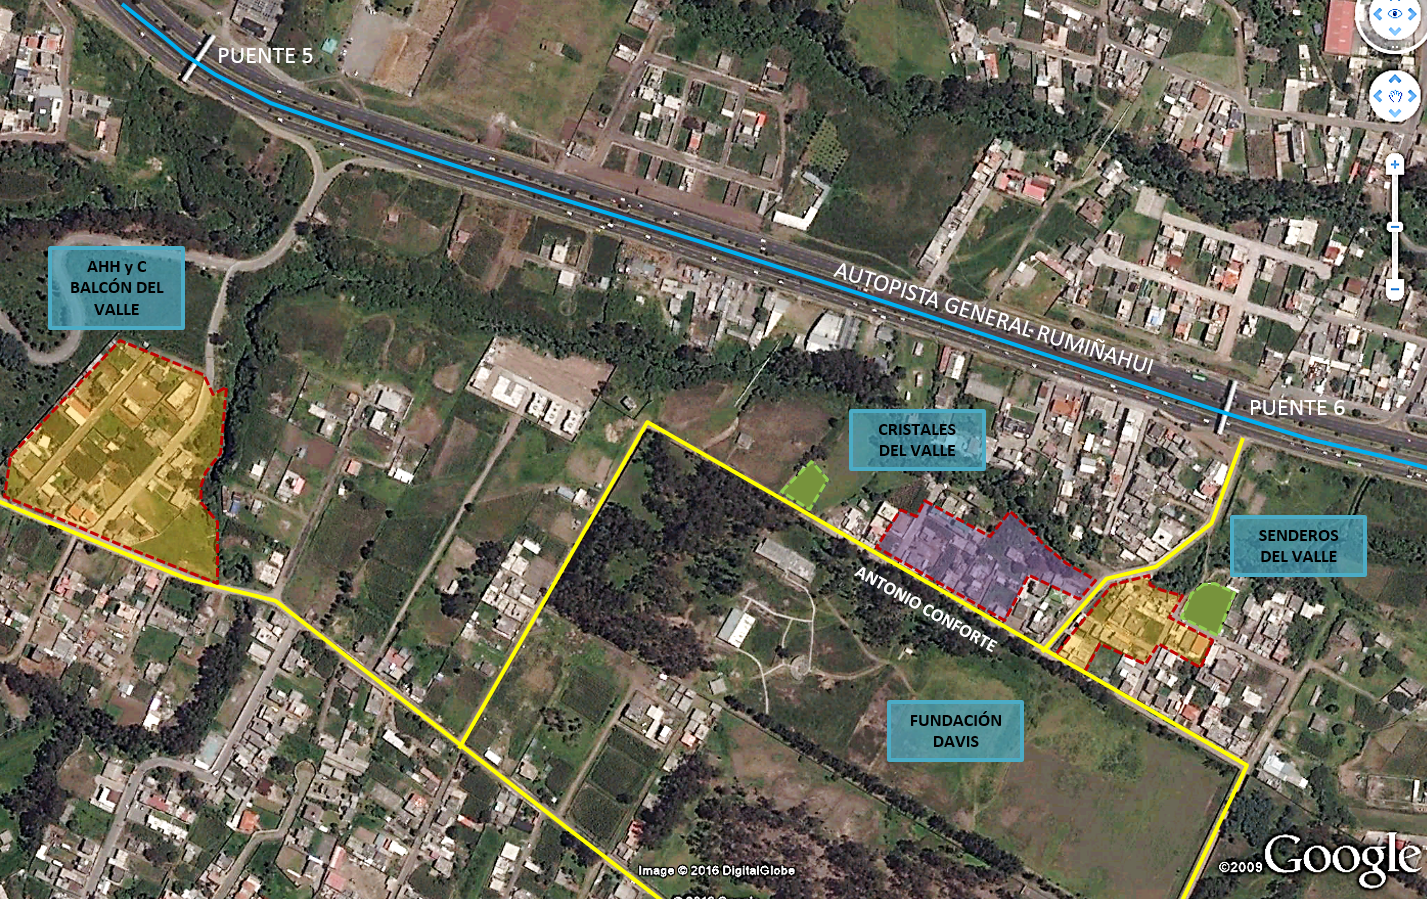 PUENTE 5
AHH y C
BALCÓN DEL
VALLE
AUTOPISTA GENERAL RUMIÑAHUI
PUENTE 6
CRISTALES
DEL VALLE
SENDEROS
DEL VALLE
ANTONIO CONFORTE
FUNDACIÓN
DAVIS
Image © 2016 DigitalGlobe
©2009 Google